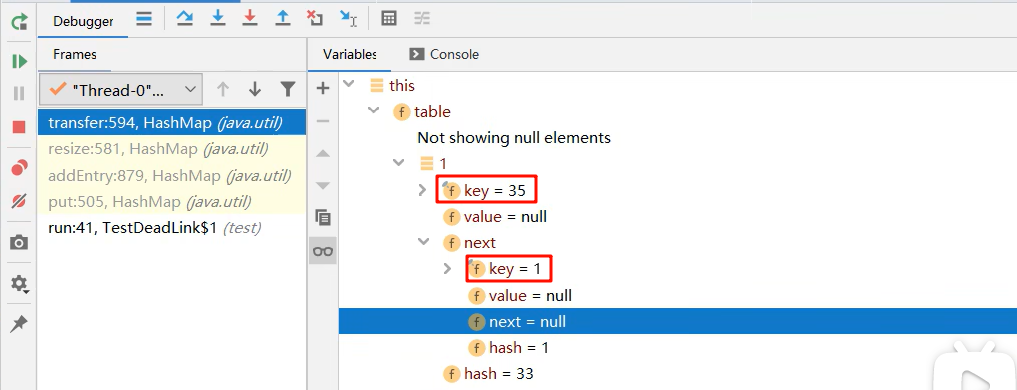 Debugger
Frames
Variables
Console
"Thread-0"...
transfer:594, HashMap (java.util)
resize:581, HashMap (java.util)
addEntry:879, HashMap (java.util)
put:505, HashMap (java.util)
run:41, TestDeadLink$1 (test)
this
table
Not showing null elements
1
key = 35
value = null
next
key = 1
value = null
next = null
hash = 1
hash = 33